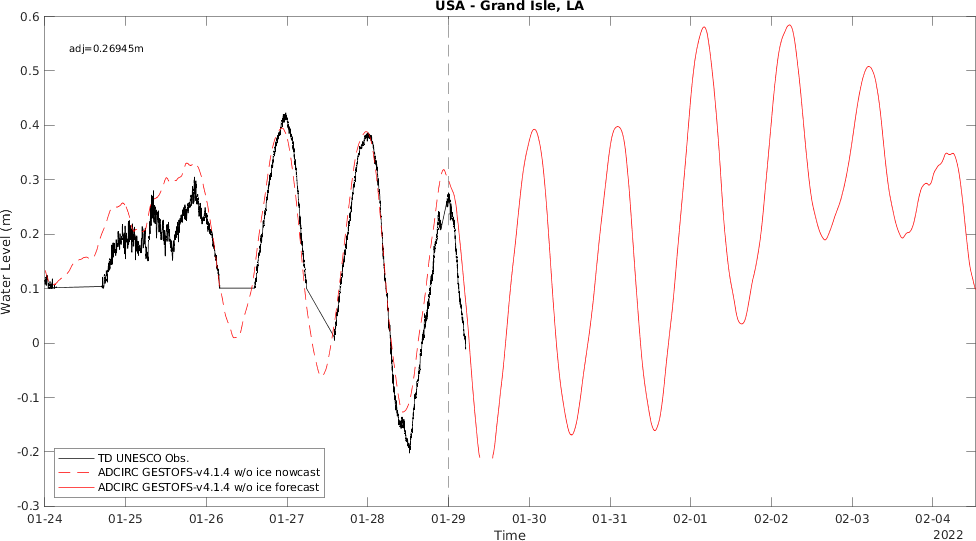 USA - Grand Isle, LA
adj=0.26945m
0.6
0.5
0.4
0.3
0.2
0.1
0
-0.1
-0.2
-0.3
Water Level (m)
TD UNESCO Obs.
ADCIRC GESTOFS-v4.1.4 w/o ice nowcast
ADCIRC GESTOFS-v4.1.4 w/o ice forecast
01-24 01-25 01-26 01-27 01-28 01-29 01-30 01-31 02-01 02-02 02-03 02-04
Time
2022